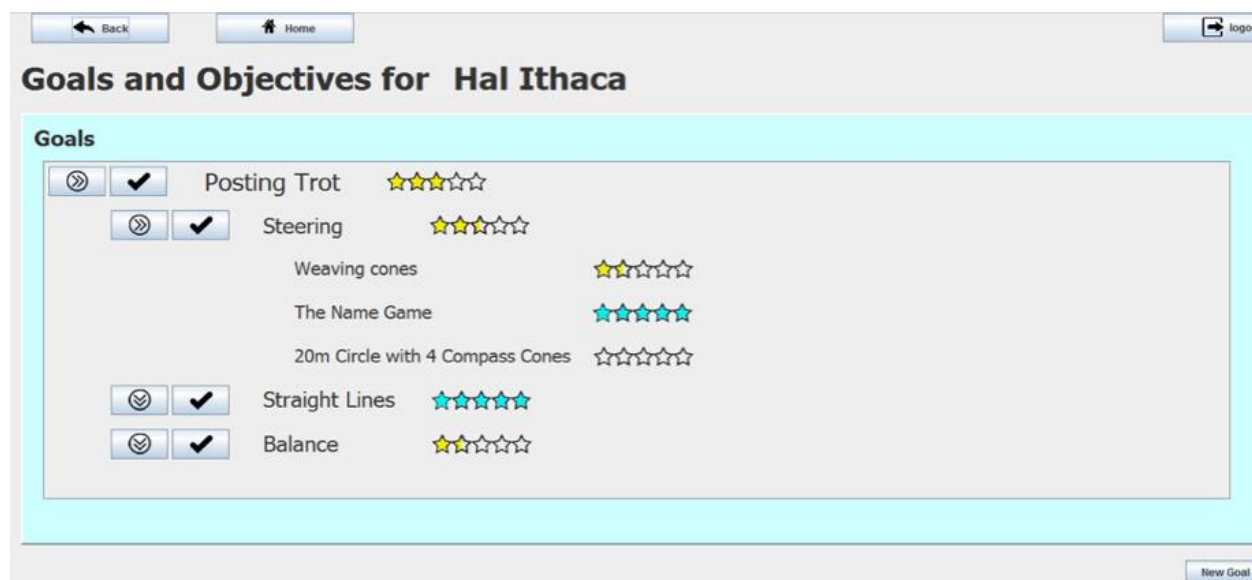 Back Home logo
Goals and Objectives for Hal Ithaca
Goals
Posting Trot
Steering
Weaving cones
The Name Game
20m Circle with 4 Compass Cones
Straight Lines
Balance
New Goal